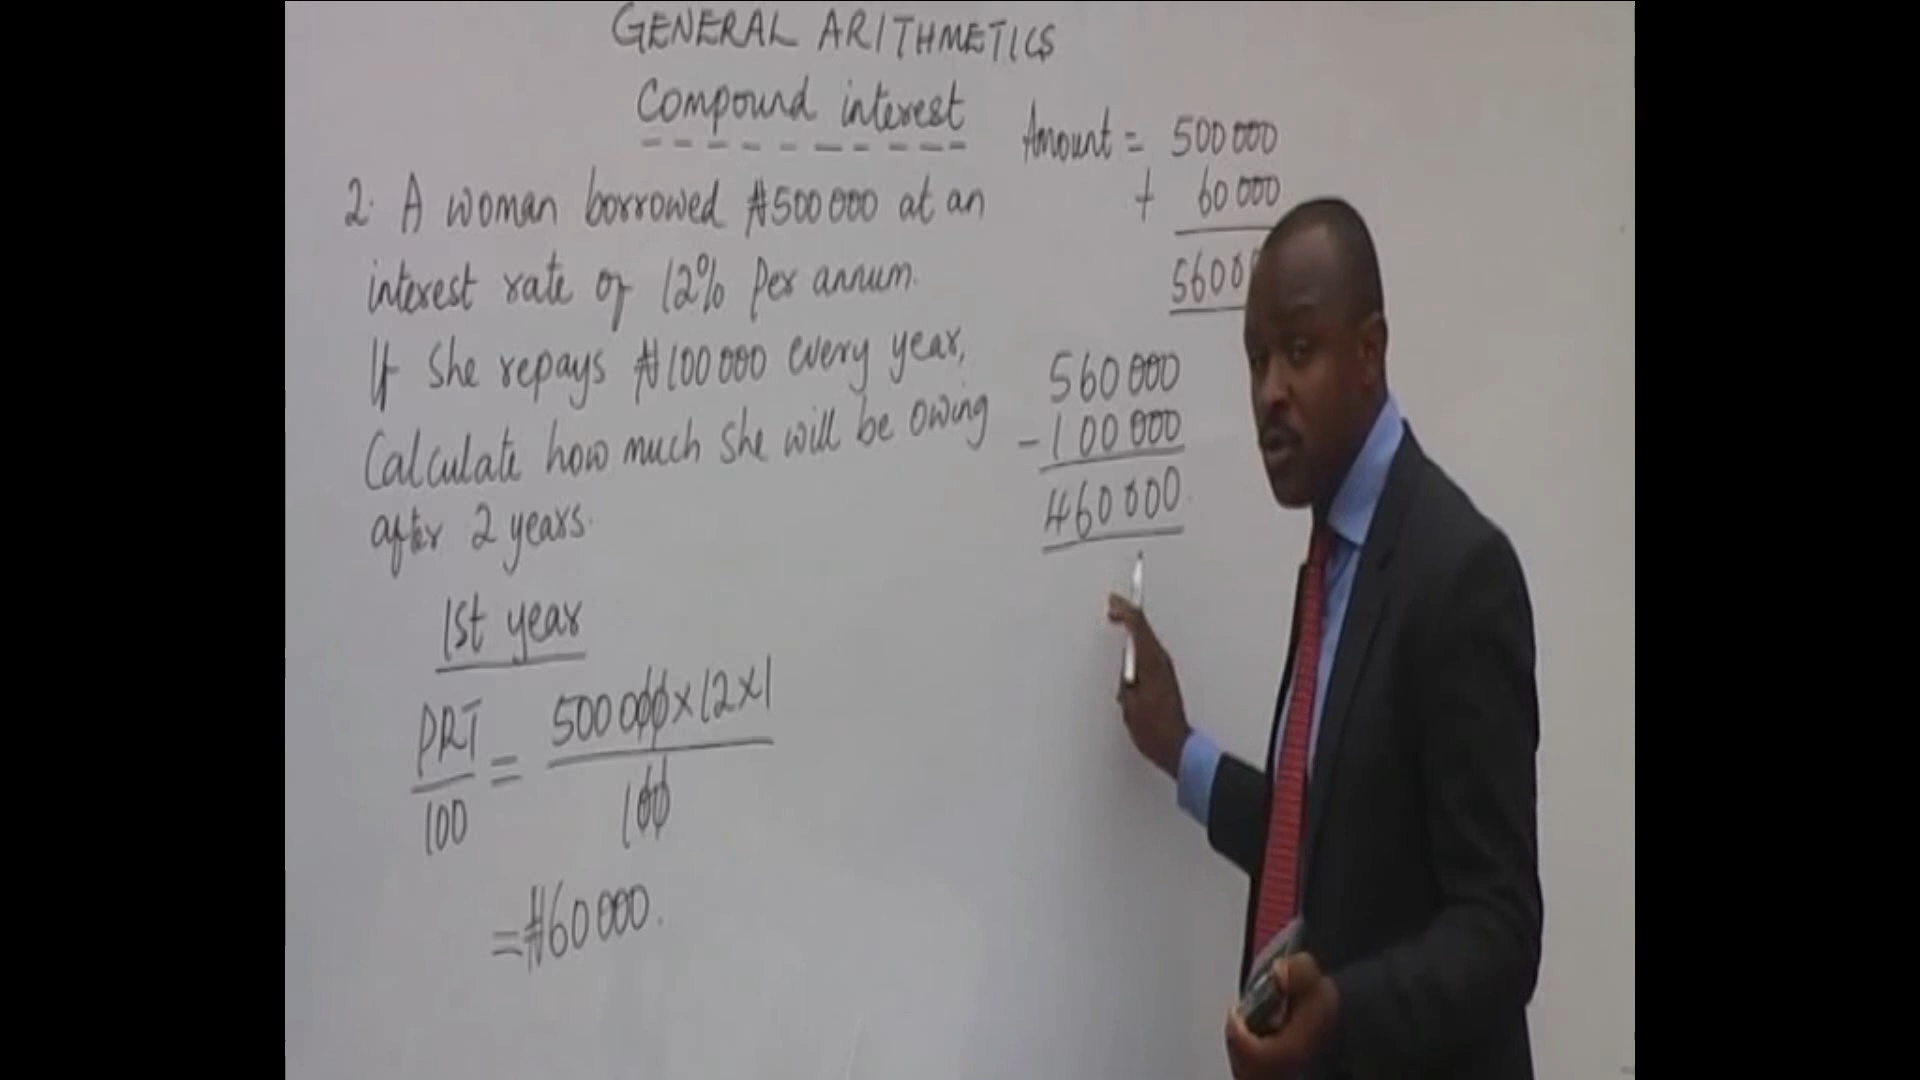 GENERAL ARITHMETICS
Compound interest
2. A woman borrowed ₦500 000 at an
interest rate of 12% Per annum.
If She repays ₦100 000 every year,
Calculate how much she will be owing
after 2 years.
1st year
PRT/100 = 500 000×12×1/100
= ₦60 000.
Amount = 500 000
+ 60 000
5600
560 000
- 100 000
460 000